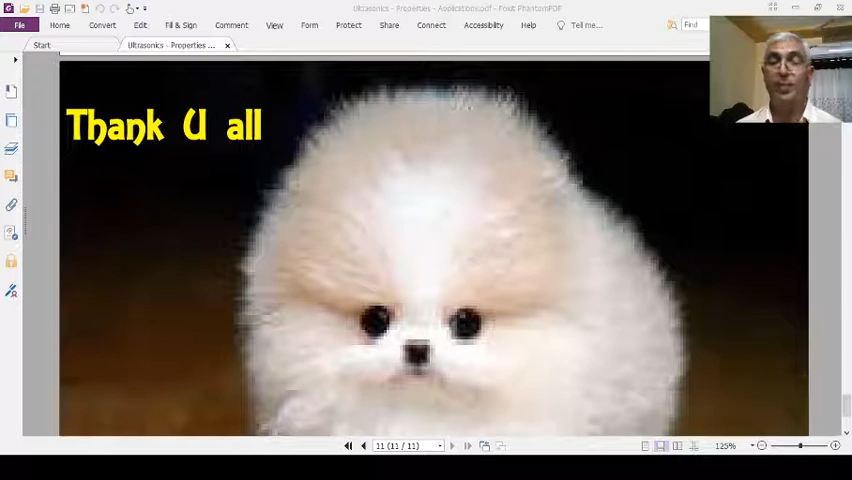 Ultrasonics - Properties - Applications.pdf - Foxit PhantomPDF
File Home Convert Edit Fill & Sign Comment View Form Protect Share Connect Accessibility Help Tell me... Find
Start Ultrasonics - Properties ...
Thank U all
11 (11 / 11) 125%